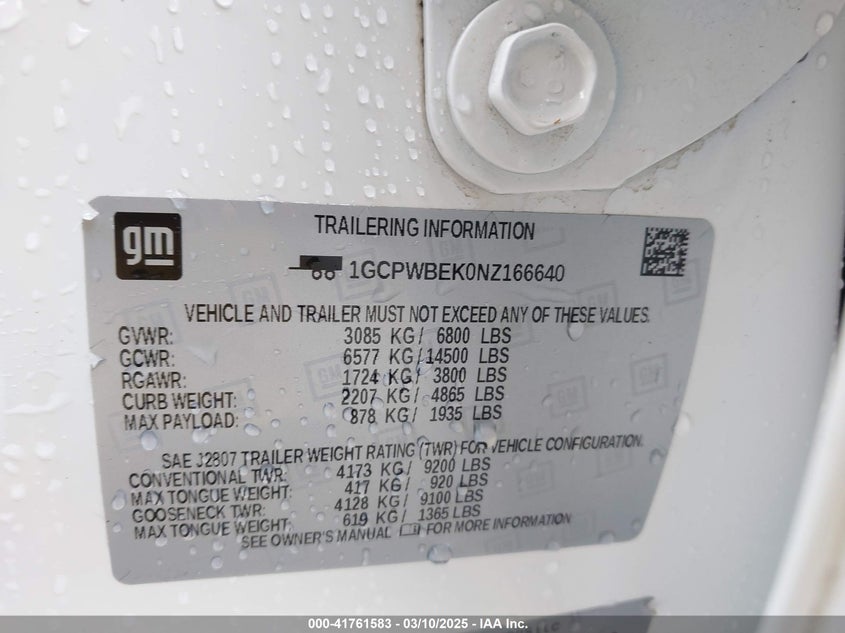 gm
TRAILERING INFORMATION
1GCPWBEK0NZ166640
VEHICLE AND TRAILER MUST NOT EXCEED ANY OF THESE VALUES.
GVWR: 3085 KG/ 6800 LBS
GCWR: 6577 KG/14500 LBS
RGAWR: 1724 KG/ 3800 LBS
CURB WEIGHT: 2207 KG/ 4865 LBS
MAX PAYLOAD: 878 KG/ 1935 LBS
SAE J2807 TRAILER WEIGHT RATING (TWR) FOR VEHICLE CONFIGURATION.
CONVENTIONAL TWR: 4173 KG/ 9200 LBS
MAX TONGUE WEIGHT: 417 KG/ 920 LBS
GOOSENECK TWR: 4128 KG/ 9100 LBS
MAX TONGUE WEIGHT: 619 KG/ 1365 LBS
SEE OWNER'S MANUAL FOR MORE INFORMATION
000-41761583 - 03/10/2025 - IAA Inc.